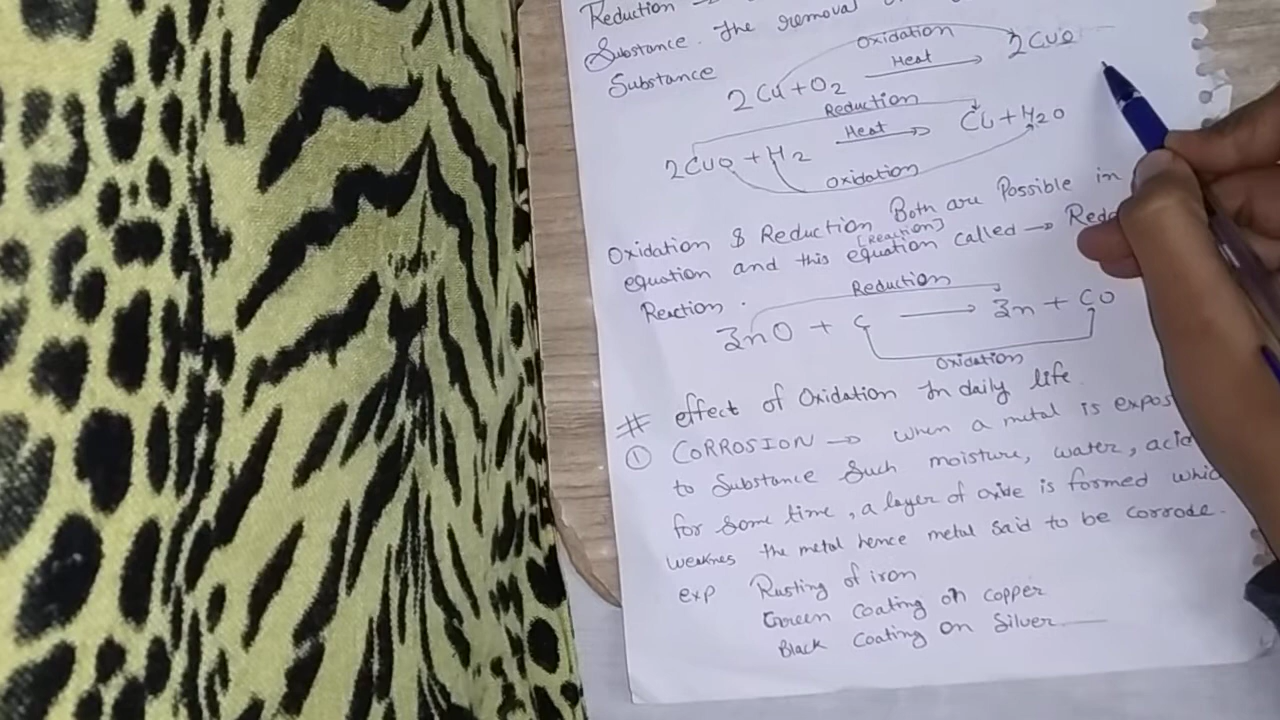 Reduction →
Substance. The removal
Substance
2Cu + O2 Oxidation Heat 2CuO
2CuO + H2 Reduction Heat Oxidation Cu + H2O
Oxidation & Reduction Both are Possible in
equation and this equation [Reaction] called → Redo
Reaction.
ZnO + C Reduction → Oxidation Zn + CO
# effect of Oxidation In daily life
① CORROSION → when a metal is expos
to Substance Such moisture, water, acid
for some time, a layer of oxide is formed whic
weaknes the metal hence metal said to be corrode.
exp Rusting of iron
Green coating on copper
Black coating on Silver